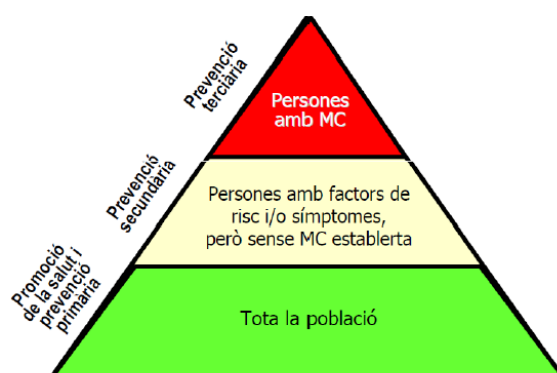 Prevenció
terciària
Persones
amb MC
Prevenció
secundària
Persones amb factors de
risc i/o símptomes,
però sense MC establerta
Promoció
de la salut i
prevenció
primària
Tota la població